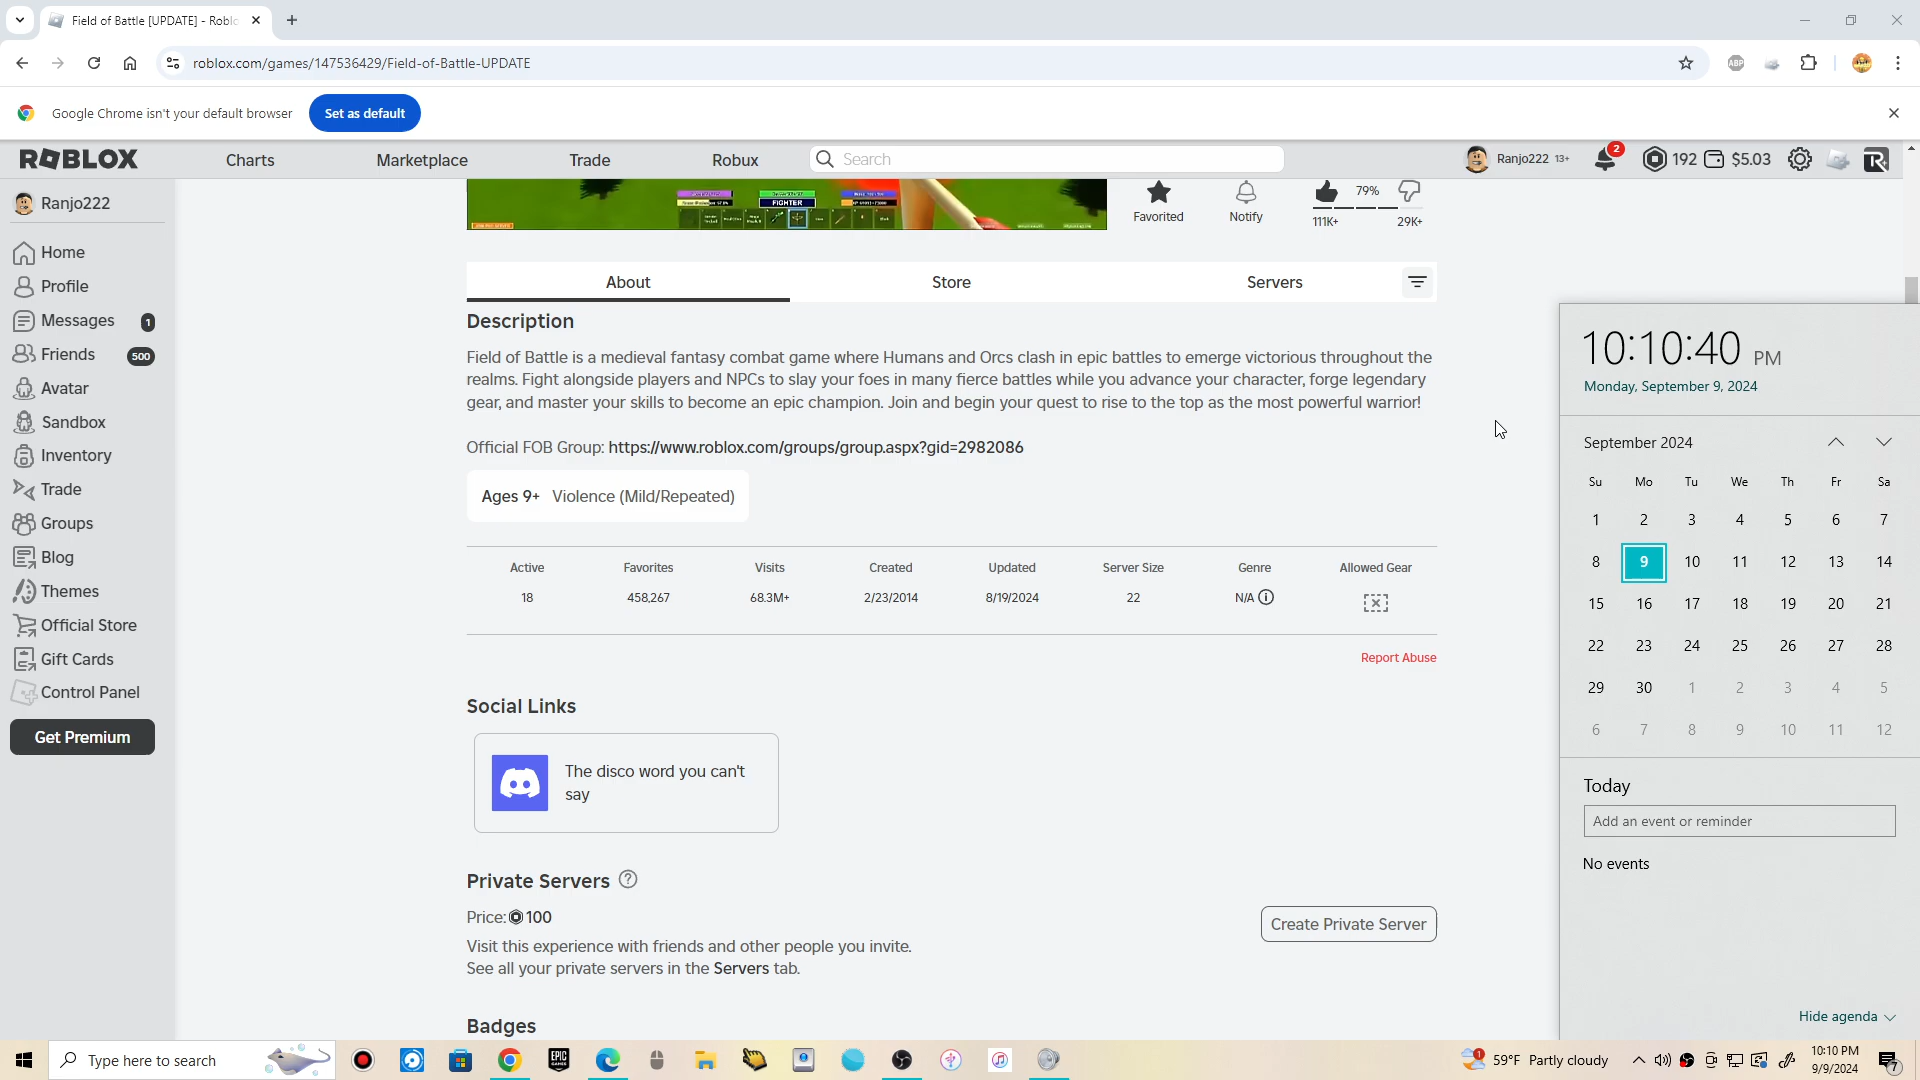 Field of Battle [UPDATE] - Roblo
roblox.com/games/147536429/Field-of-Battle-UPDATE
ABP
Google Chrome isn't your default browser
Set as default
ROBLOX
Charts
Marketplace
Trade
Robux
Search
Ranjo222 13+
2
192
$5.03
Ranjo222
Home
Profile
Messages
1
Friends
500
Avatar
Sandbox
Inventory
Trade
Groups
Blog
Themes
Official Store
Gift Cards
Control Panel
Get Premium
FIGHTER
Favorited
Notify
79%
111K+
29K+
About
Store
Servers
Description
Field of Battle is a medieval fantasy combat game where Humans and Orcs clash in epic battles to emerge victorious throughout the
realms. Fight alongside players and NPCs to slay your foes in many fierce battles while you advance your character, forge legendary
gear, and master your skills to become an epic champion. Join and begin your quest to rise to the top as the most powerful warrior!
Official FOB Group: https://www.roblox.com/groups/group.aspx?gid=2982086
Ages 9+ Violence (Mild/Repeated)
Active Favorites Visits Created Updated Server Size Genre Allowed Gear
18 458,267 68.3M+ 2/23/2014 8/19/2024 22 N/A
Report Abuse
Social Links
The disco word you can't
say
Private Servers
Price: 100
Create Private Server
Visit this experience with friends and other people you invite.
See all your private servers in the Servers tab.
Badges
10:10:40 PM
Monday, September 9, 2024
September 2024
Su Mo Tu We Th Fr Sa
1 2 3 4 5 6 7
8 9 10 11 12 13 14
15 16 17 18 19 20 21
22 23 24 25 26 27 28
29 30 1 2 3 4 5
6 7 8 9 10 11 12
Today
Add an event or reminder
No events
Hide agenda
Type here to search
EPIC
GAMES
1
59°F Partly cloudy
10:10 PM
9/9/2024
7